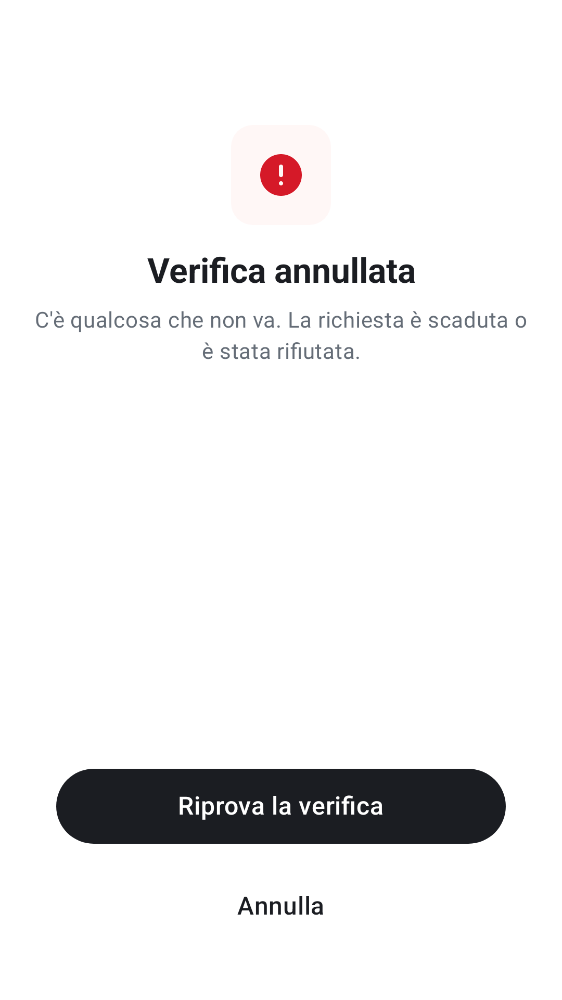 Verifica annullata
C'è qualcosa che non va. La richiesta è scaduta o
è stata rifiutata.
Riprova la verifica
Annulla